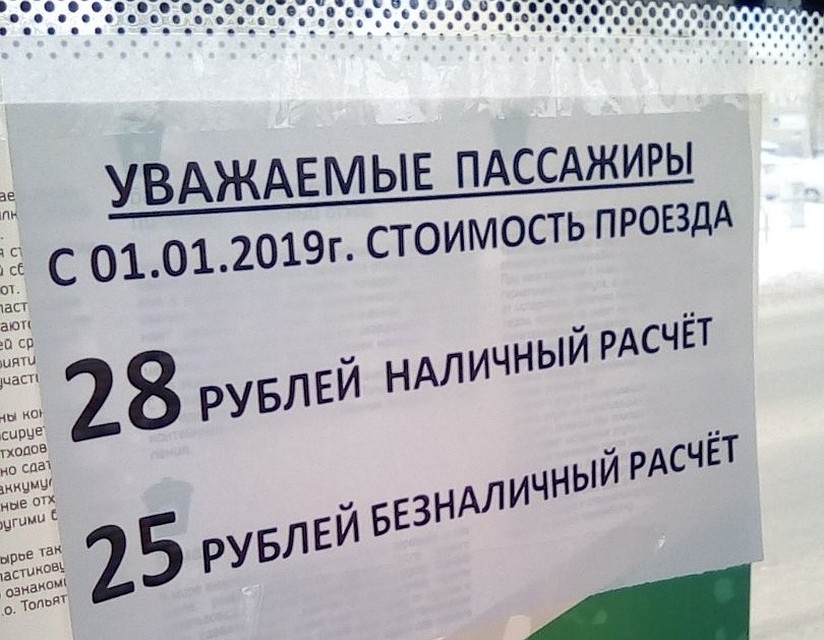 УВАЖАЕМЫЕ ПАССАЖИРЫ
С 01.01.2019г. СТОИМОСТЬ ПРОЕЗДА
28 РУБЛЕЙ НАЛИЧНЫЙ РАСЧЁТ
25 РУБЛЕЙ БЕЗНАЛИЧНЫЙ РАСЧЁТ